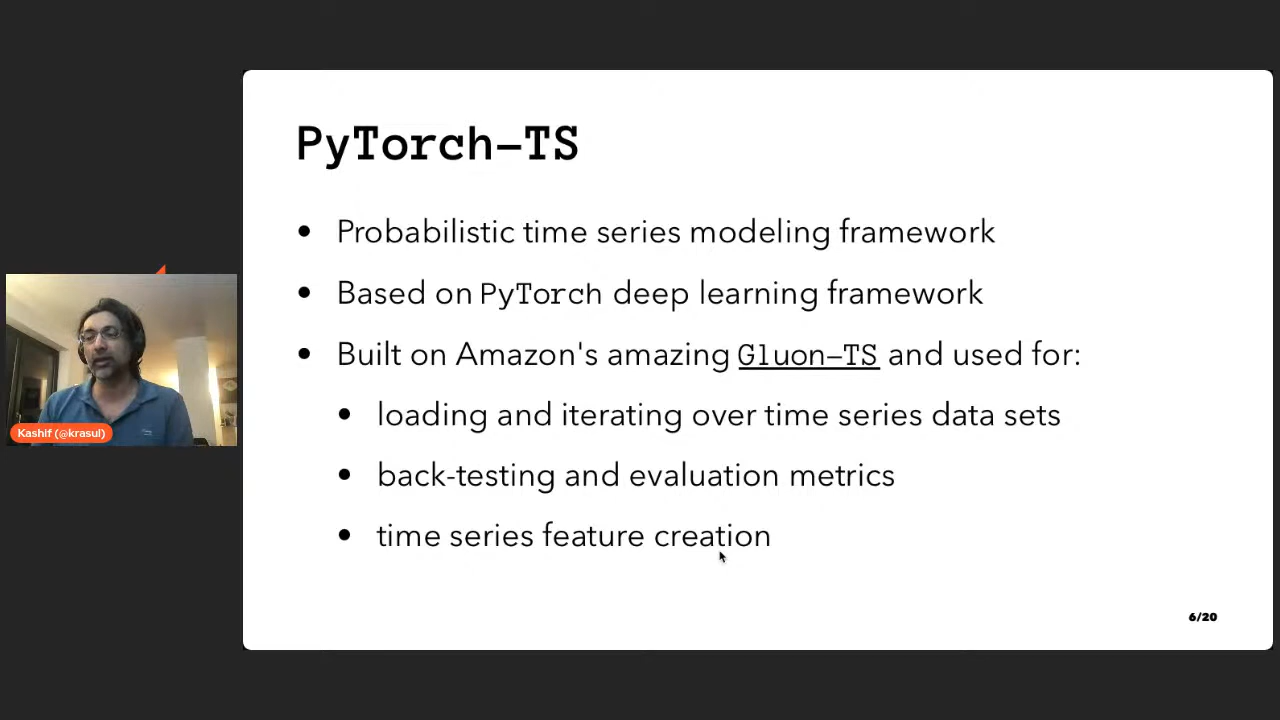 PyTorch-TS
• Probabilistic time series modeling framework
• Based on PyTorch deep learning framework
• Built on Amazon's amazing Gluon-TS and used for:
• loading and iterating over time series data sets
• back-testing and evaluation metrics
• time series feature creation
Kashif (@krasul)
6/20